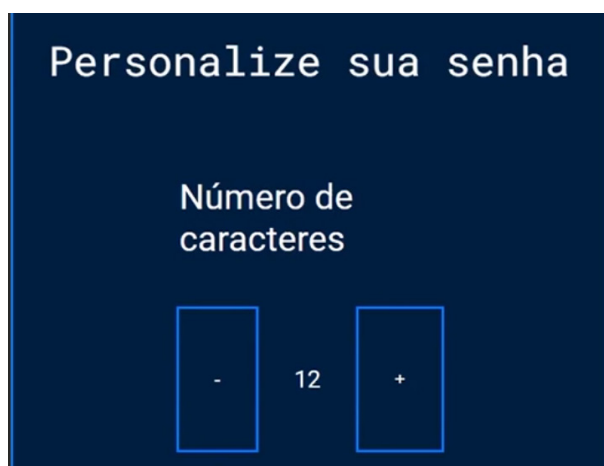 Personalize sua senha
Número de
caracteres
- 12 +